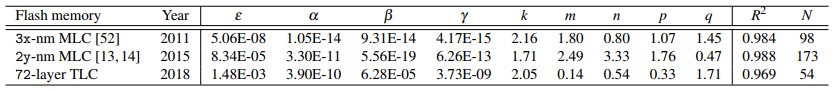 Flash memory Year ε α β γ k m n p q R² N
3x-nm MLC [52] 2011 5.06E-08 1.05E-14 9.31E-14 4.17E-15 2.16 1.80 0.80 1.07 1.45 0.984 98
2y-nm MLC [13, 14] 2015 8.34E-05 3.30E-11 5.56E-19 6.26E-13 1.71 2.49 3.33 1.76 0.47 0.988 173
72-layer TLC 2018 1.48E-03 3.90E-10 6.28E-05 3.73E-09 2.05 0.14 0.54 0.33 1.71 0.969 54